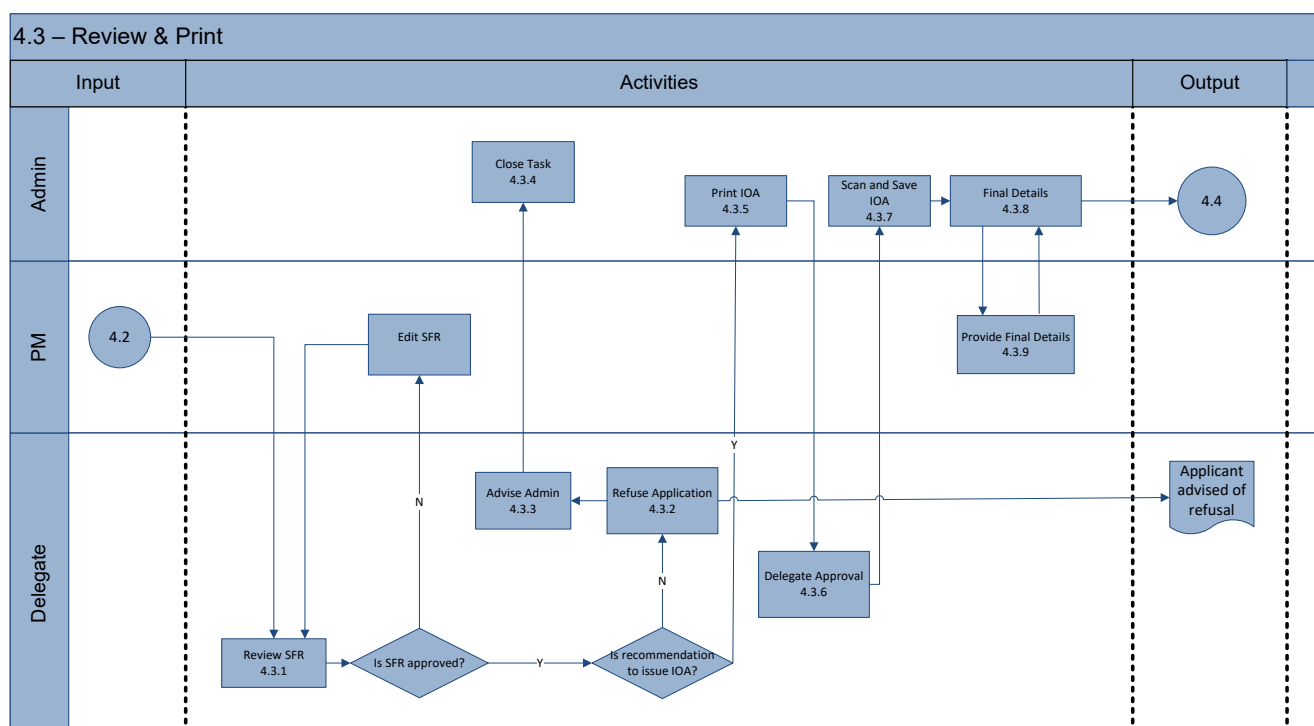 4.3 – Review & Print
Input
Activities
Output
Admin
Close Task
4.3.4
Print IOA
4.3.5
Scan and Save
IOA
4.3.7
Final Details
4.3.8
4.4
PM
4.2
Edit SFR
Provide Final Details
4.3.9
Delegate
N
Y
Advise Admin
4.3.3
Refuse Application
4.3.2
Applicant
advised of
refusal
N
Delegate Approval
4.3.6
Review SFR
4.3.1
Is SFR approved?
Y
Is recommendation
to issue IOA?